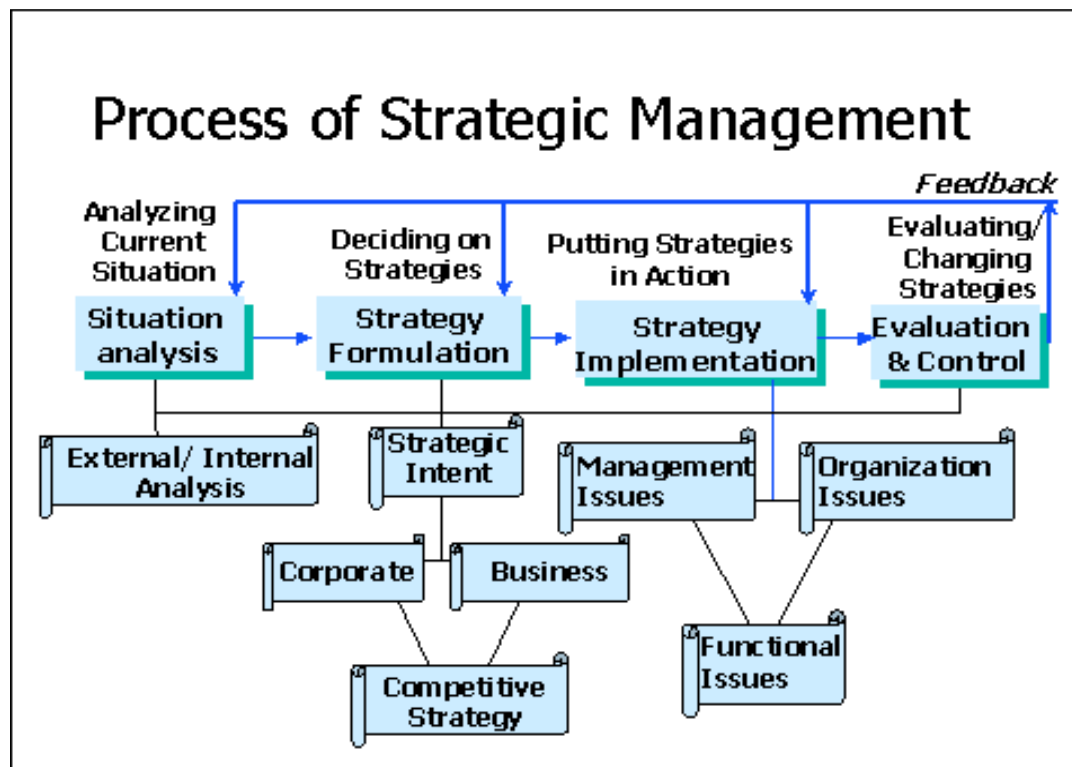 Process of Strategic Management
Feedback
Analyzing
Current
Situation
Deciding on
Strategies
Putting Strategies
in Action
Evaluating/
Changing
Strategies
Situation
analysis
Strategy
Formulation
Strategy
Implementation
Evaluation
& Control
External/ Internal
Analysis
Strategic
Intent
Management
Issues
Organization
Issues
Corporate
Business
Competitive
Strategy
Functional
Issues